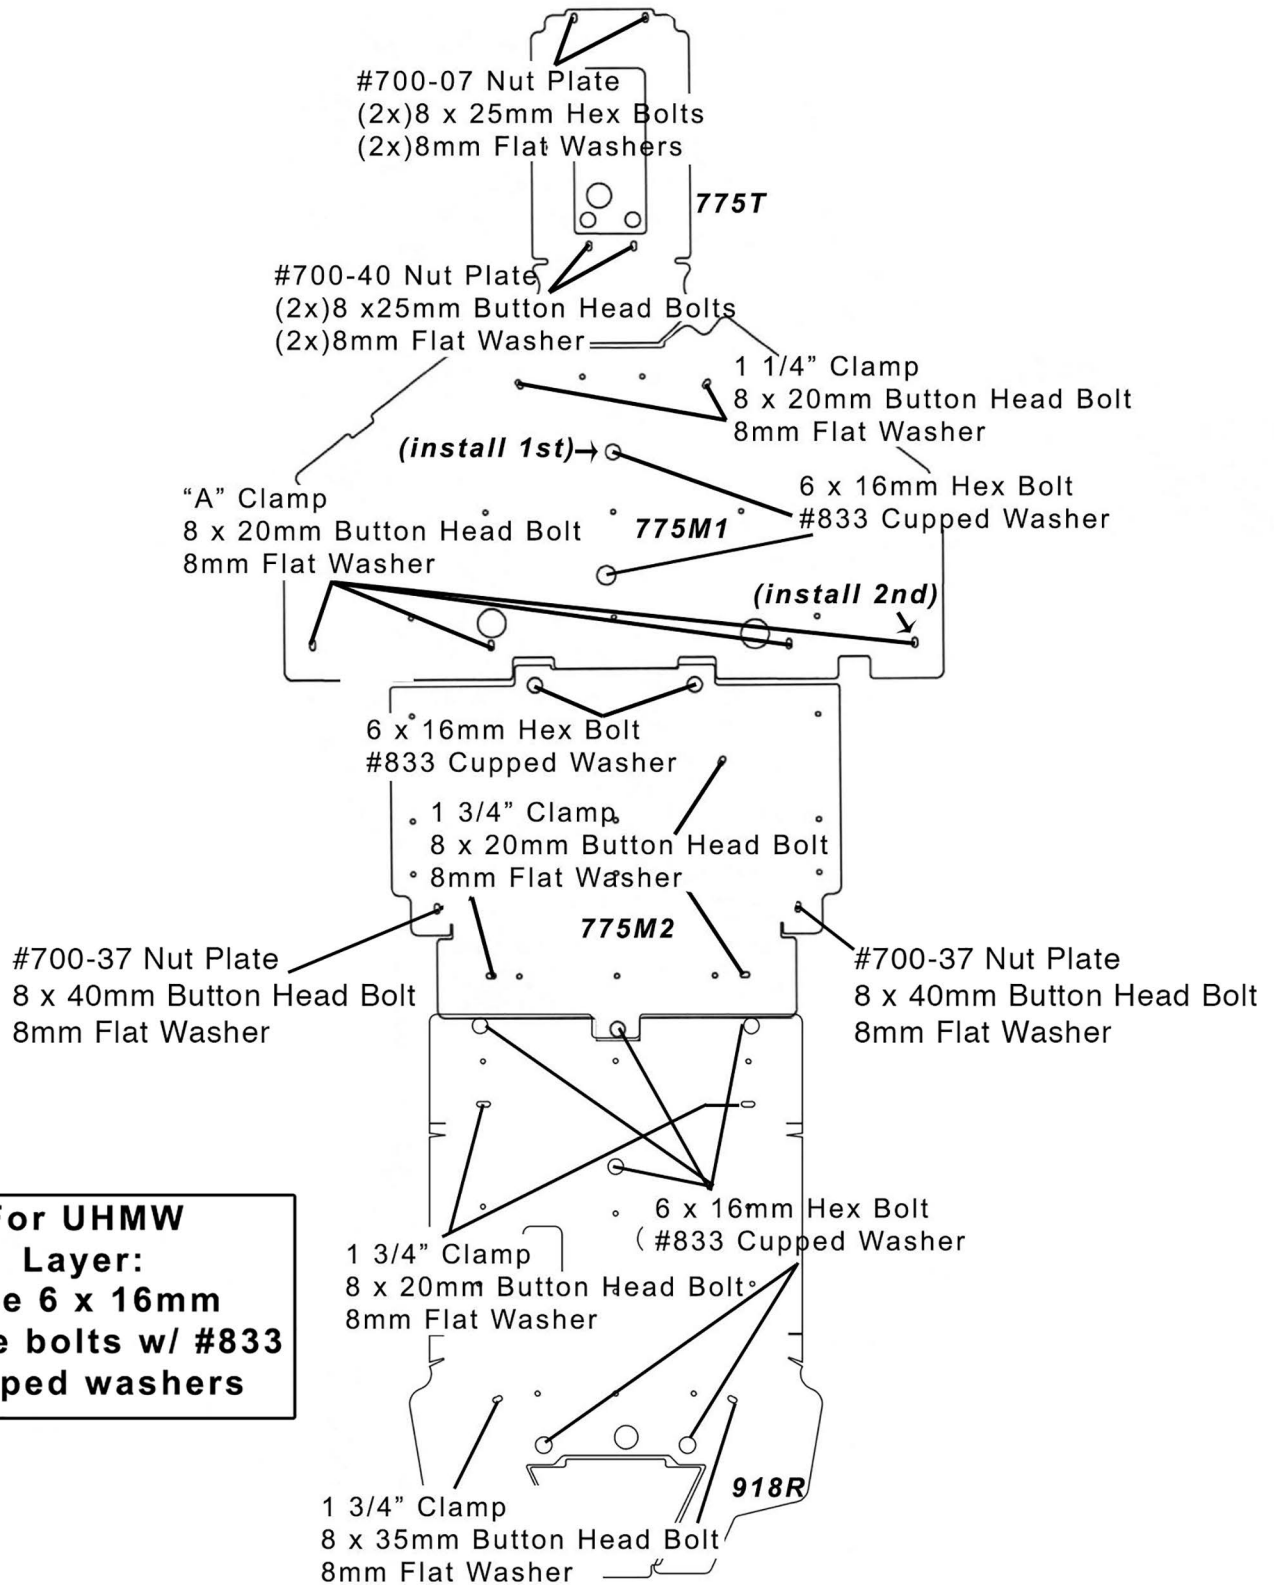 #700-07 Nut Plate
(2x)8 x 25mm Hex Bolts
(2x)8mm Flat Washers
775T
#700-40 Nut Plate
(2x)8 x25mm Button Head Bolts
(2x)8mm Flat Washer
1 1/4” Clamp
8 x 20mm Button Head Bolt
8mm Flat Washer
(install 1st)
“A” Clamp
8 x 20mm Button Head Bolt
8mm Flat Washer
6 x 16mm Hex Bolt
#833 Cupped Washer
775M1
(install 2nd)
6 x 16mm Hex Bolt
#833 Cupped Washer
1 3/4” Clamp
8 x 20mm Button Head Bolt
8mm Flat Washer
775M2
#700-37 Nut Plate
8 x 40mm Button Head Bolt
8mm Flat Washer
#700-37 Nut Plate
8 x 40mm Button Head Bolt
8mm Flat Washer
6 x 16mm Hex Bolt
#833 Cupped Washer
UHMW
Layer:
6 x 16mm
bolts w/ #833
washers
1 3/4” Clamp
8 x 20mm Button Head Bolt
8mm Flat Washer
918R
1 3/4” Clamp
8 x 35mm Button Head Bolt
8mm Flat Washer